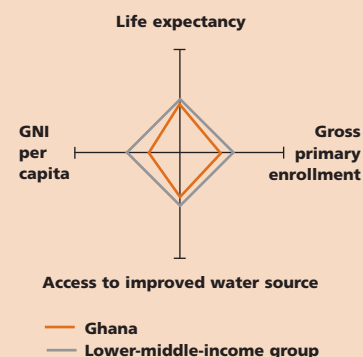 Life expectancy
GNI
per
capita
Gross
primary
enrollment
Access to improved water source
Ghana
Lower-middle-income group